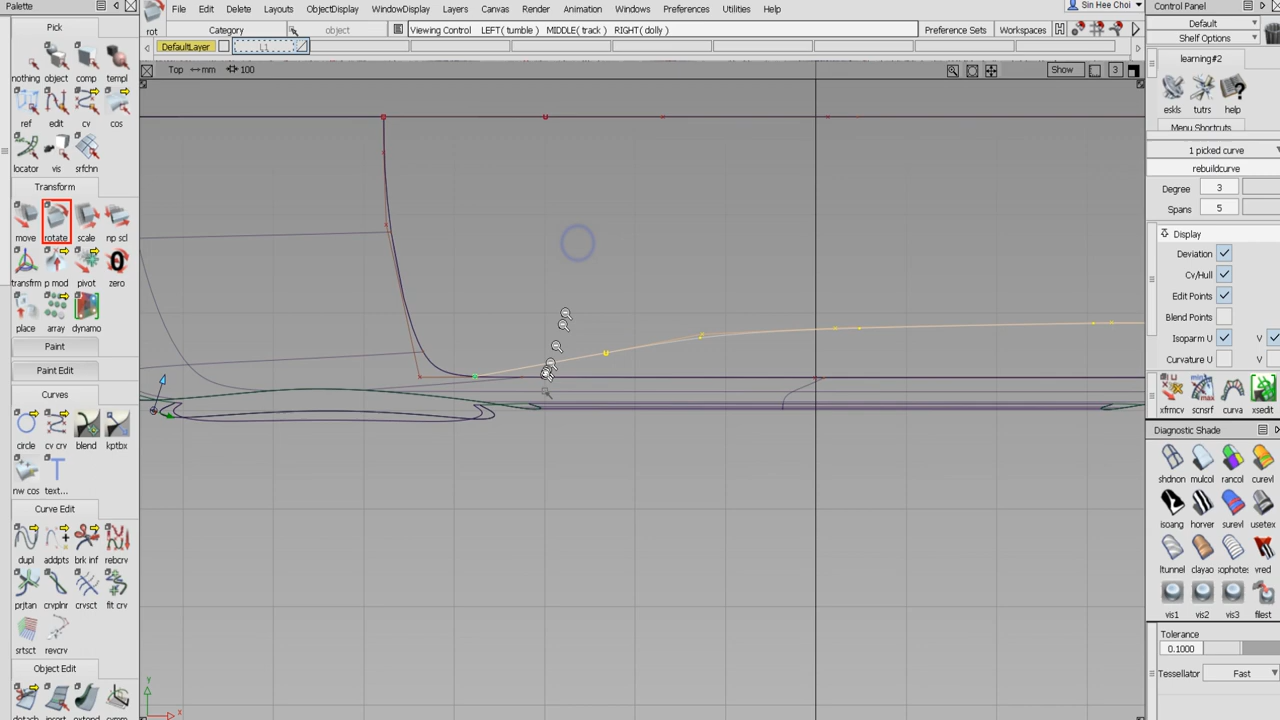 Palette
File Edit Delete Layouts ObjectDisplay WindowDisplay Layers Canvas Render Animation Windows Preferences Utilities Help
Sin Hee Choi
Control Panel
rot
Category
object
Viewing Control LEFT( tumble ) MIDDLE( track ) RIGHT( dolly )
Preference Sets
Workspaces
Default
Shelf Options
DefaultLayer
L1
Top ↔mm 100
Show
3
Pick
nothing object comp templ
ref edit cv cos
locator vis srfchn
Transform
move rotate scale np scl
transfrm p mod pivot zero
0
place array dynamo
Paint
Paint Edit
Curves
circle cv crv blend kptbx
nw cos text...
Curve Edit
dupl addpts brk inf rebcrv
prjtan crvplnr crvsct fit crv
srtsct revcrv
Object Edit
y
x
learning#2
eskls tutrs help
Menu Shortcuts
1 picked curve
rebuildcurve
Degree 3
Spans 5
Display
Deviation
Cv/Hull
Edit Points
Blend Points
Isoparm U V
Curvature U V
xfrmcv scnsrf curva xsedit
Diagnostic Shade
shdnon mulcol rancol curevl
isoang horver surevl usetex
ltunnel clayao sophotes vred
vis1 vis2 vis3 filest
Tolerance
0.1000
Tessellator Fast